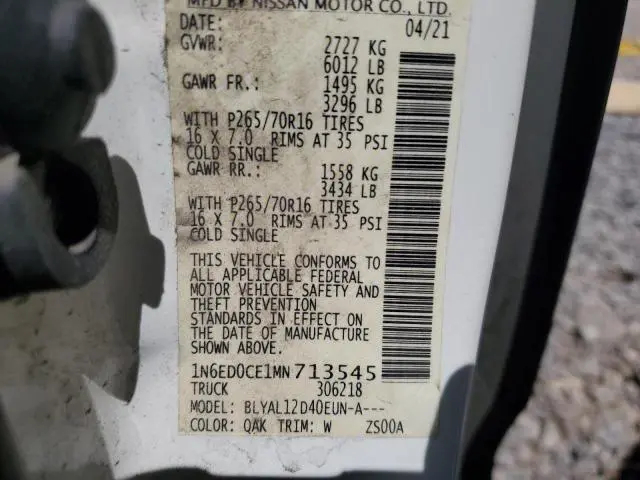 MFD BY NISSAN MOTOR CO., LTD.
DATE: 04/21
GVWR: 2727 KG
6012 LB
GAWR FR.: 1495 KG
3296 LB
WITH P265/70R16 TIRES
16 X 7.0 RIMS AT 35 PSI
COLD SINGLE
GAWR RR.: 1558 KG
3434 LB
WITH P265/70R16 TIRES
16 X 7.0 RIMS AT 35 PSI
COLD SINGLE
THIS VEHICLE CONFORMS TO
ALL APPLICABLE FEDERAL
MOTOR VEHICLE SAFETY AND
THEFT PREVENTION
STANDARDS IN EFFECT ON
THE DATE OF MANUFACTURE
SHOWN ABOVE.
1N6ED0CE1MN713545
TRUCK 306218
MODEL: BLYAL12D40EUN-A---
COLOR: QAK TRIM: W ZS00A